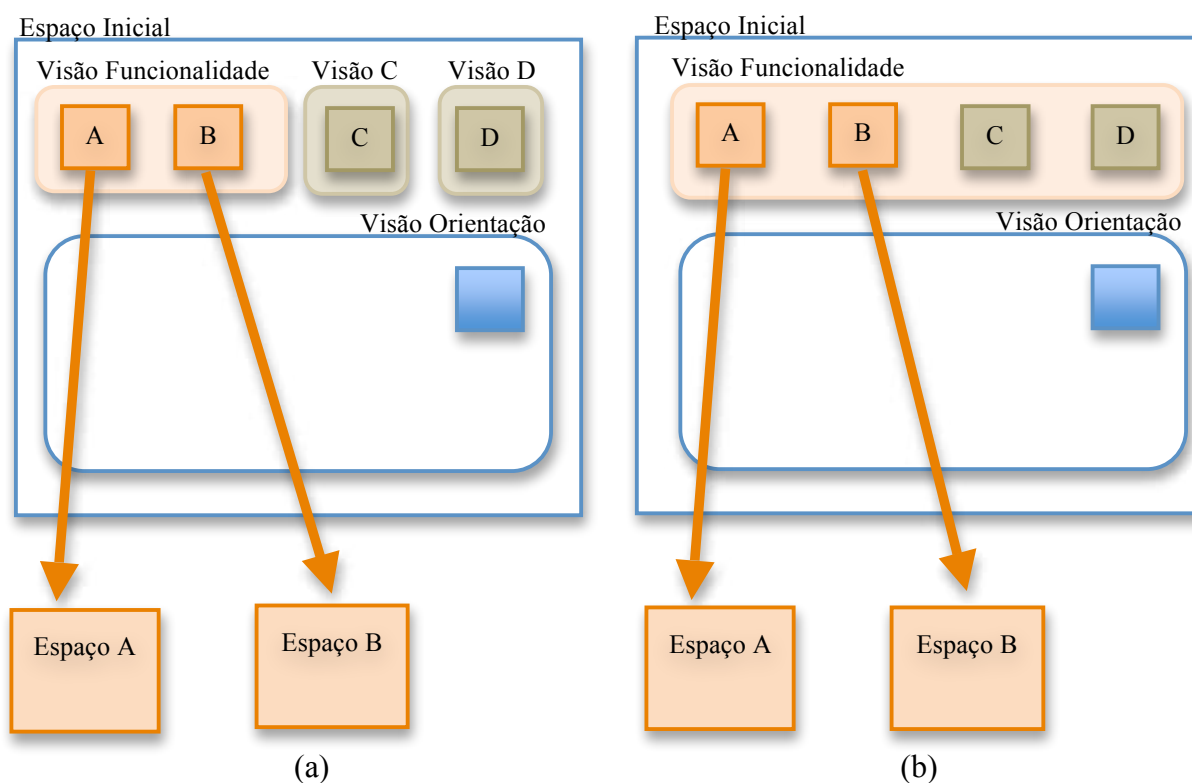 Espaço Inicial
Visão Funcionalidade Visão C Visão D
A B C D
Visão Orientação
Espaço A
Espaço B
(a)
Espaço Inicial
Visão Funcionalidade
A B C D
Visão Orientação
Espaço A
Espaço B
(b)